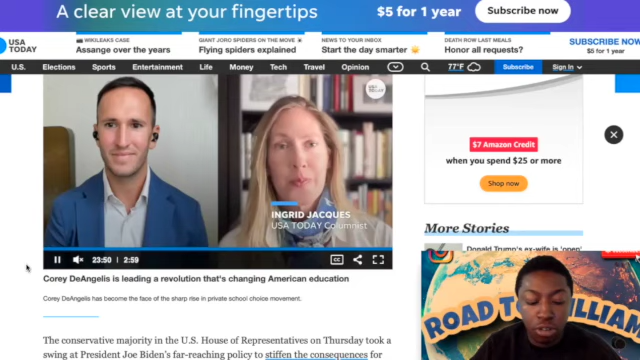 A clear view at your fingertips
$5 for 1 year
Subscribe now
USA
TODAY
WIKILEAKS CASE
Assange over the years
GIANT JORO SPIDERS ON THE MOVE
Flying spiders explained
NEWS TO YOUR INBOX
Start the day smarter
DEATH ROW LAST MEALS
Honor all requests?
SUBSCRIBE NOW
$5 for 1 year
U.S.
Elections
Sports
Entertainment
Life
Money
Tech
Travel
Opinion
77°F
Subscribe
Sign In
INGRID JACQUES
USA TODAY Columnist
23:50 | 2:59
CC
Corey DeAngelis is leading a revolution that's changing American education
Corey DeAngelis has become the face of the sharp rise in private school choice movement.
The conservative majority in the U.S. House of Representatives on Thursday took a
swing at President Joe Biden's far-reaching policy to stiffen the consequences for
$7 Amazon Credit
when you spend $25 or more
Shop now
More Stories
Donald Trump's ex-wife is 'open'
ROAD TO